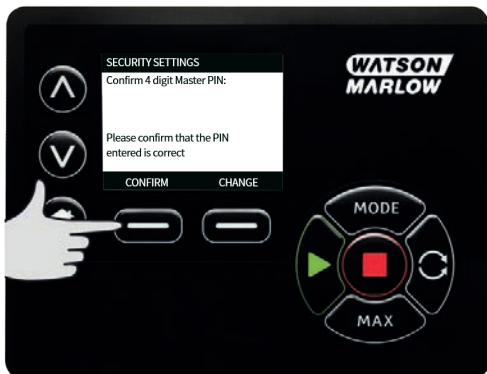 SECURITY SETTINGS
Confirm 4 digit Master PIN:
Please confirm that the PIN
entered is correct
CONFIRM CHANGE
WATSON
MARLOW
MODE
MAX